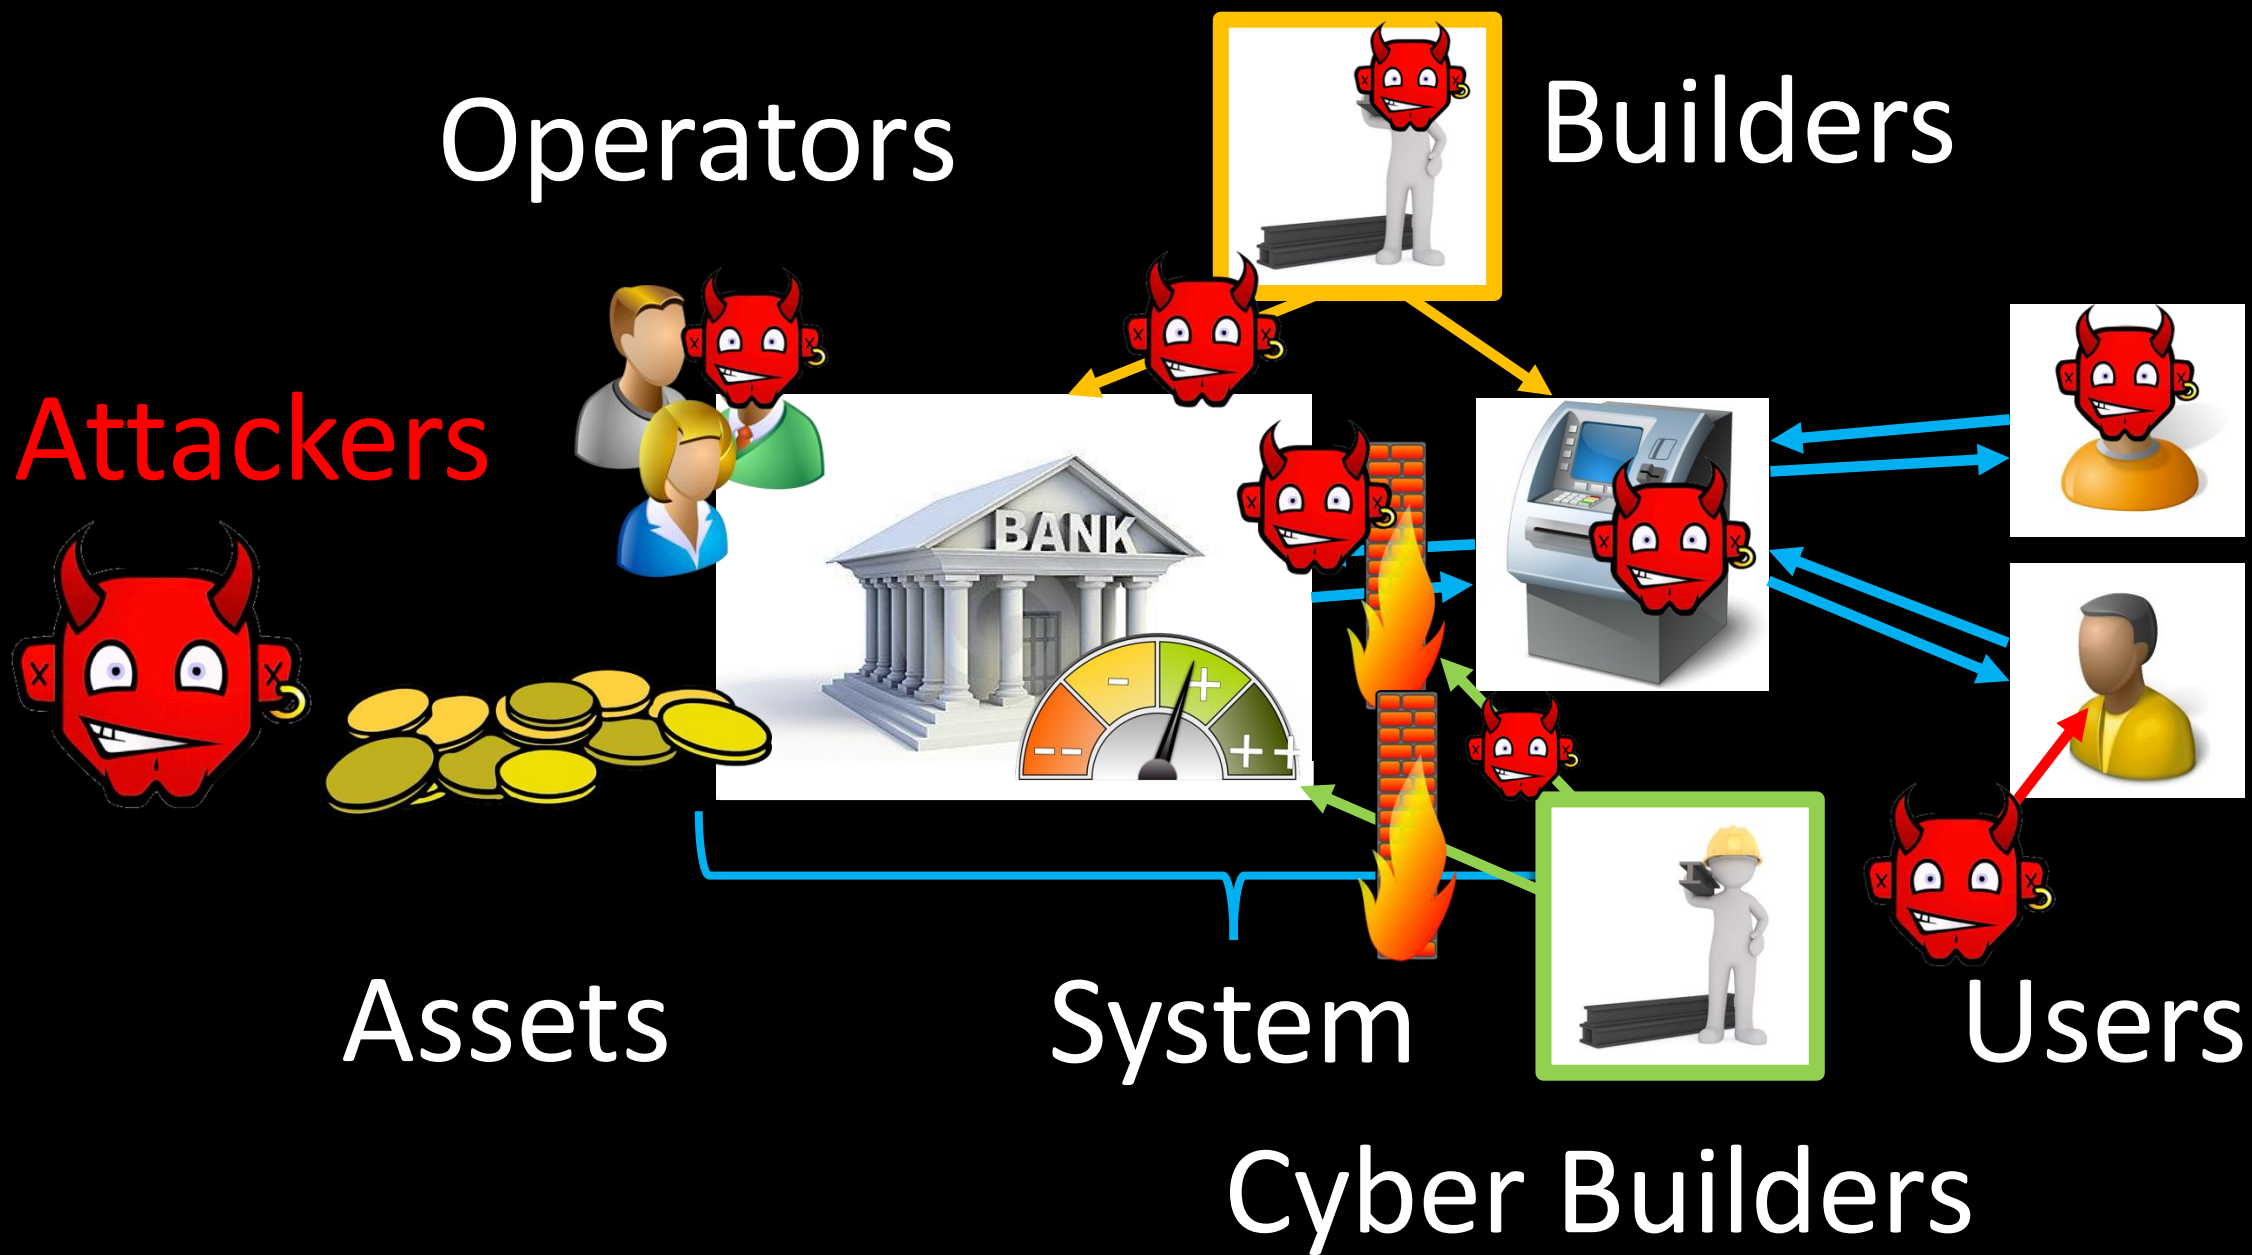 Operators
Builders
Attackers
BANK
- +
-- ++
Assets
System
Users
Cyber Builders